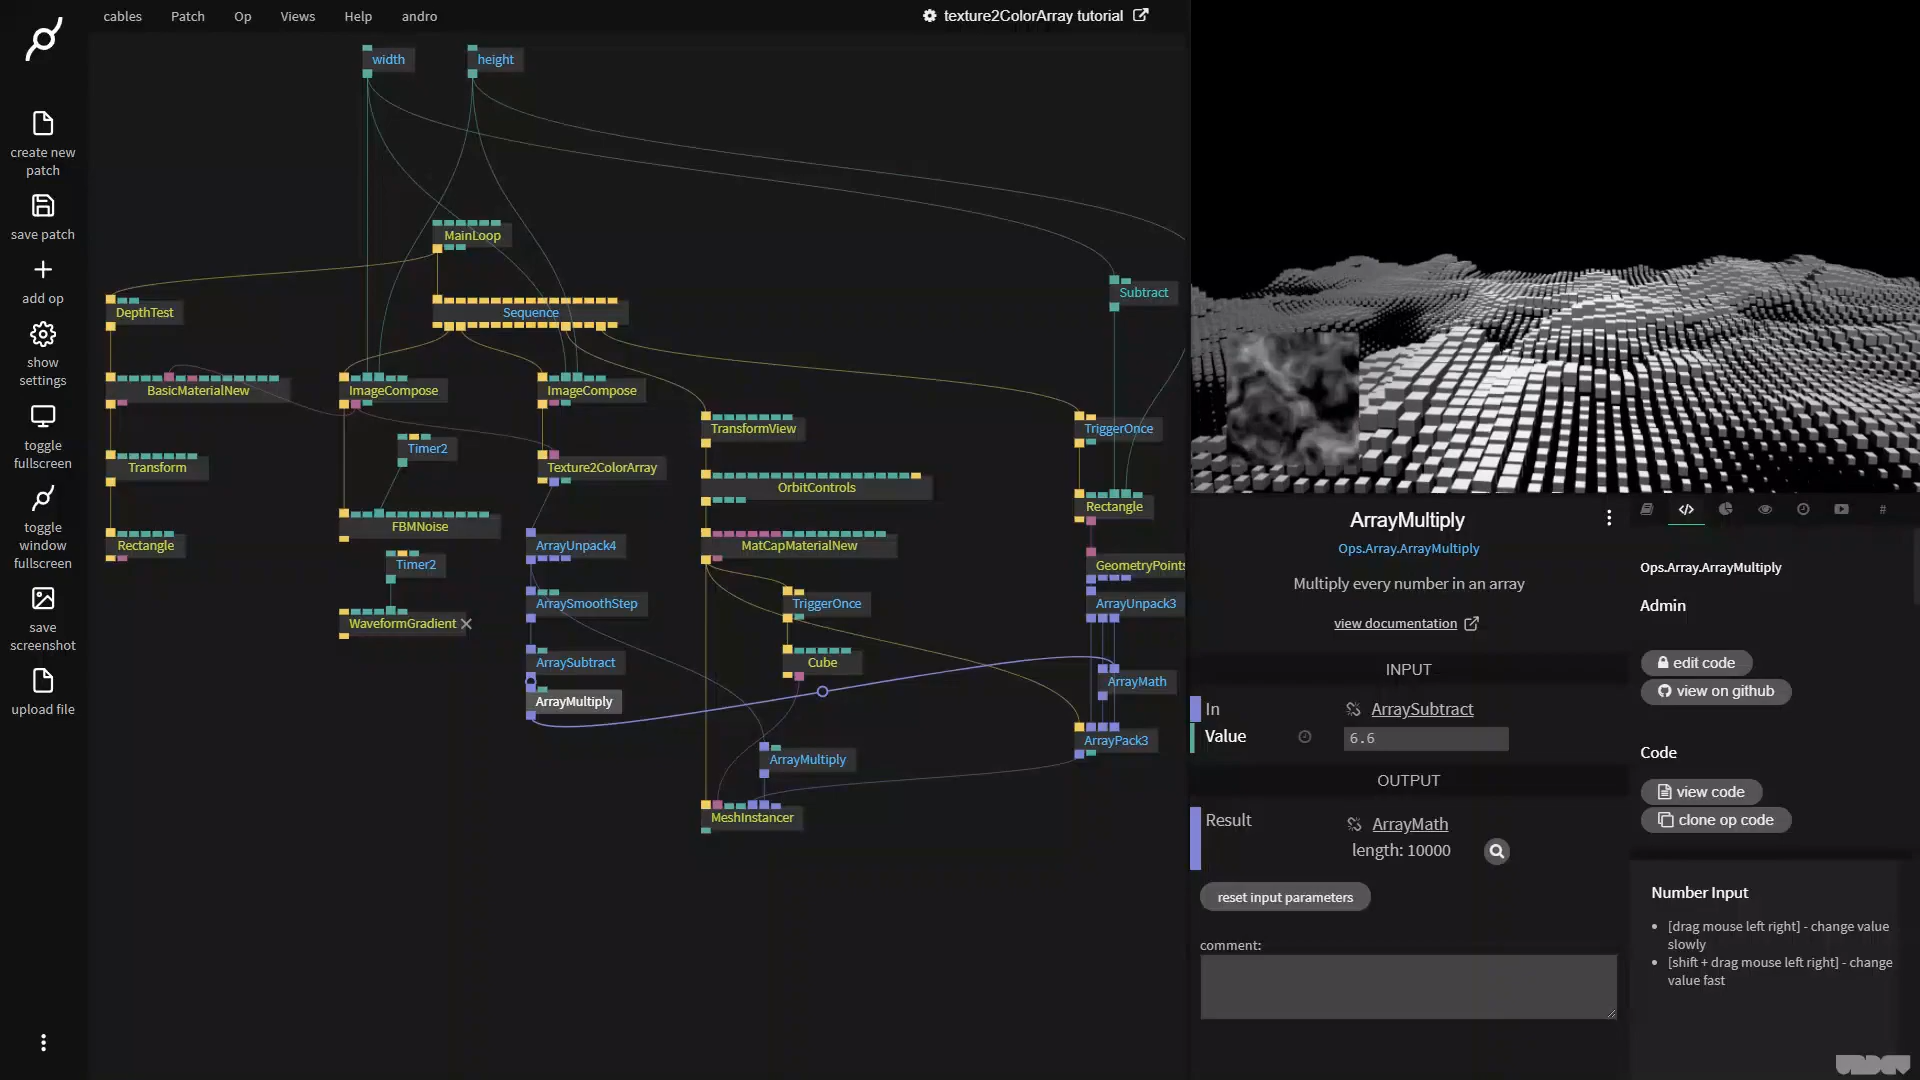 cables
Patch
Op
Views
Help
andro
texture2ColorArray tutorial
create new
patch
save patch
add op
show
settings
toggle
fullscreen
toggle
window
fullscreen
save
screenshot
upload file
width
height
MainLoop
Subtract
DepthTest
Sequence
BasicMaterialNew
ImageCompose
ImageCompose
TransformView
TriggerOnce
Timer2
Transform
Texture2ColorArray
OrbitControls
Rectangle
FBMNoise
Rectangle
ArrayUnpack4
MatCapMaterialNew
GeometryPoints
Timer2
ArraySmoothStep
TriggerOnce
ArrayUnpack3
WaveformGradient
ArraySubtract
Cube
ArrayMath
ArrayMultiply
ArrayPack3
ArrayMultiply
MeshInstancer
ArrayMultiply
Ops.Array.ArrayMultiply
Multiply every number in an array
view documentation
INPUT
In
ArraySubtract
Value
6.6
OUTPUT
Result
ArrayMath
length: 10000
reset input parameters
comment:
#
Ops.Array.ArrayMultiply
Admin
edit code
view on github
Code
view code
clone op code
Number Input
[drag mouse left right] - change value
slowly
[shift + drag mouse left right] - change
value fast